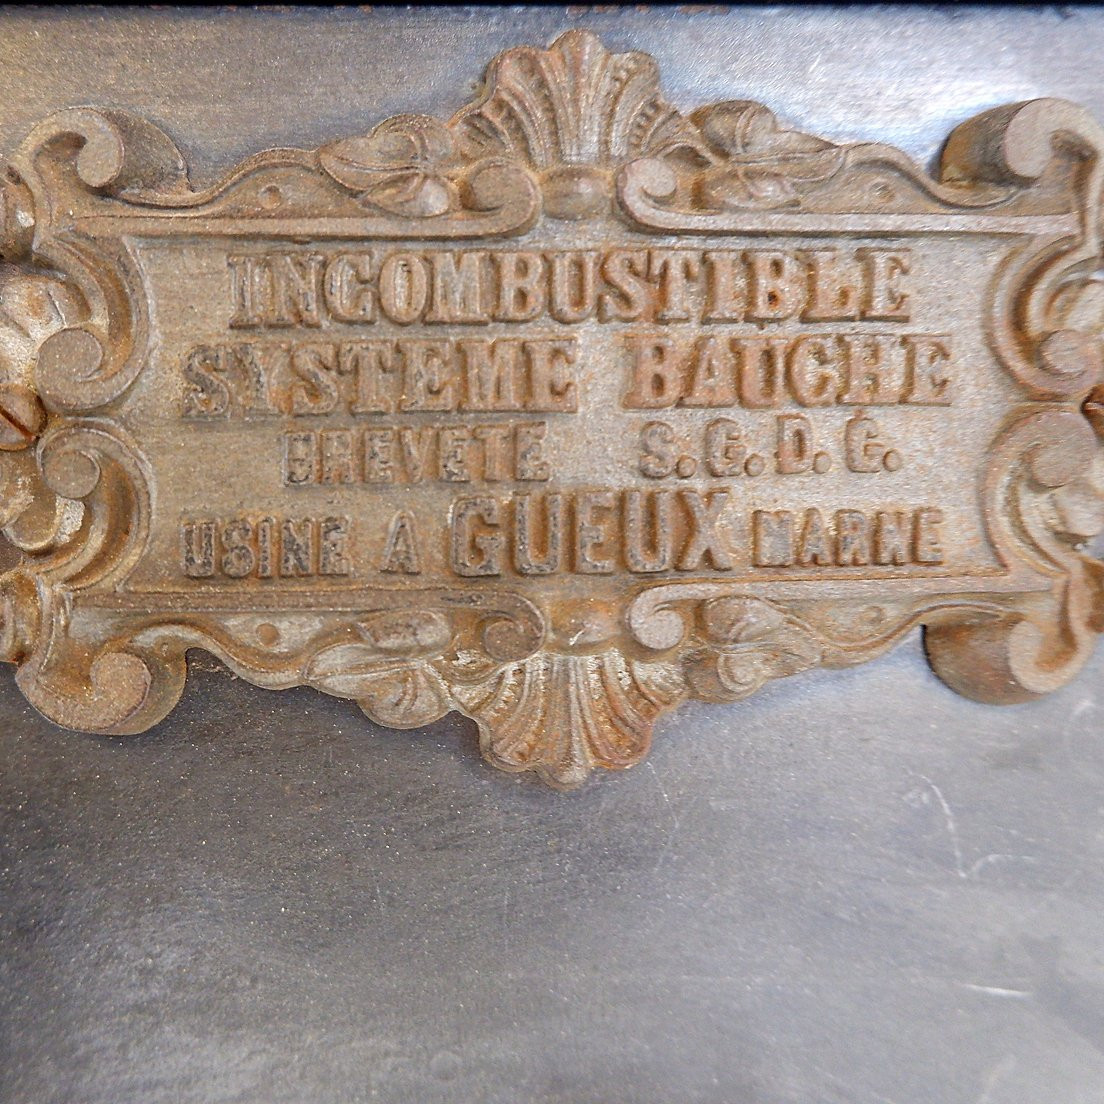 INCOMBUSTIBLE
SYSTEME BAUCHE
BREVETE S.G.D.G.
USINE A GUEUX MARNE